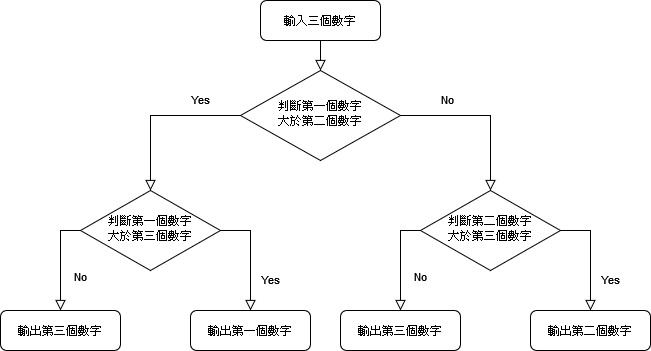 輸入三個數字
Yes
No
判斷第一個數字
大於第二個數字
判斷第一個數字
大於第三個數字
判斷第二個數字
大於第三個數字
No
Yes
No
Yes
輸出第三個數字
輸出第一個數字
輸出第三個數字
輸出第二個數字